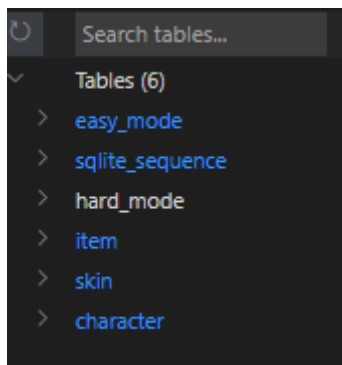 Search tables...
Tables (6)
easy_mode
sqlite_sequence
hard_mode
item
skin
character